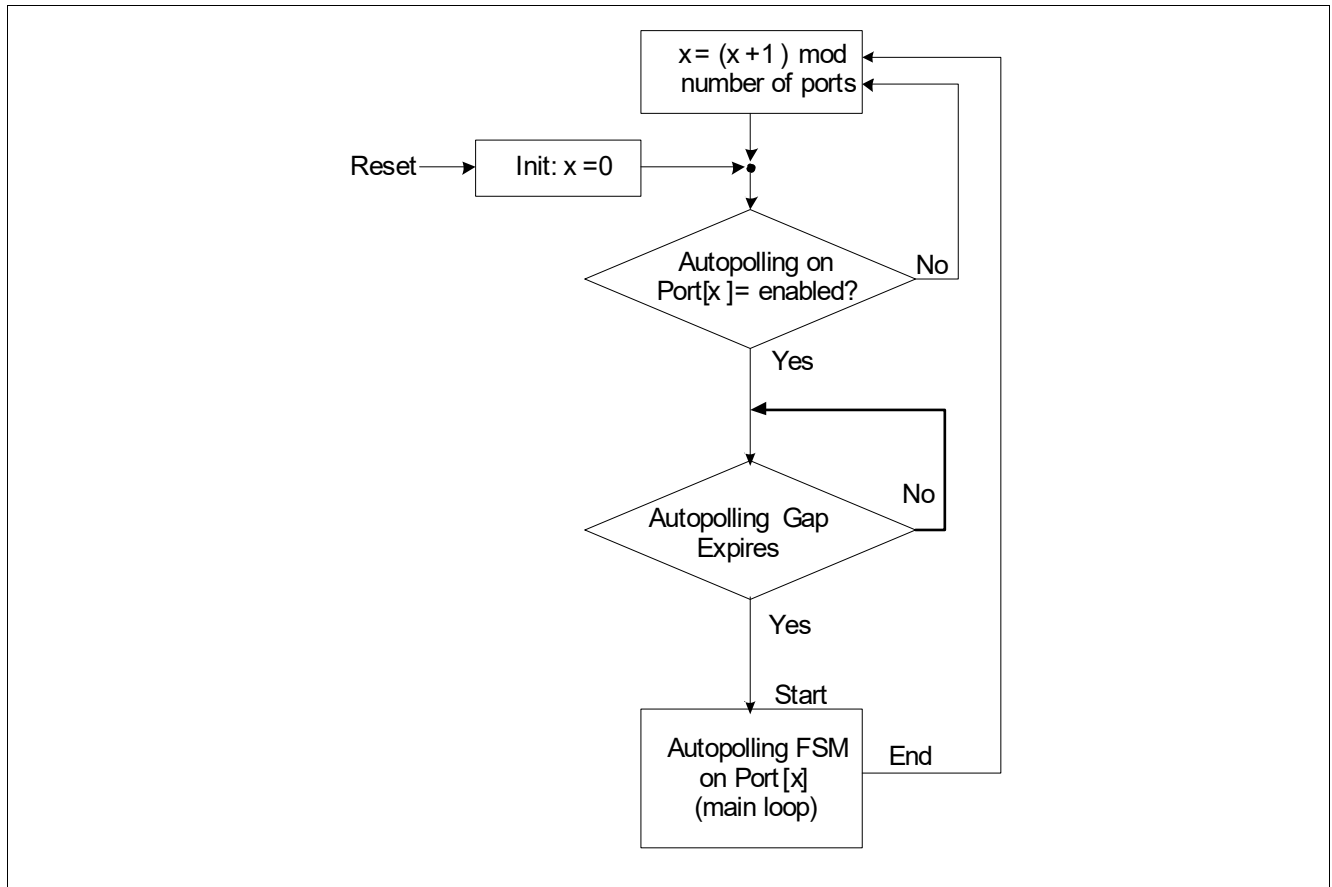 x = (x +1 ) mod
number of ports
Reset
Init: x =0
Autopolling on
Port[x ]= enabled?
No
Yes
No
Autopolling Gap
Expires
Yes
Start
Autopolling FSM
on Port [x]
(main loop)
End